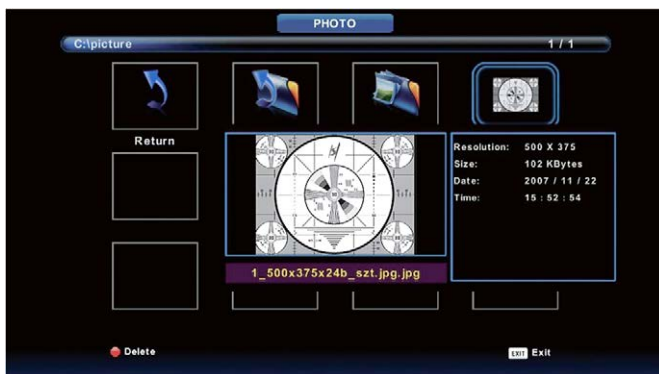 PHOTO
C:\picture
1 / 1
Return
Resolution: 500 X 375
Size: 102 KBytes
Date: 2007 / 11 / 22
Time: 15 : 52 : 54
1_500x375x24b_szt.jpg.jpg
Delete
EXIT Exit